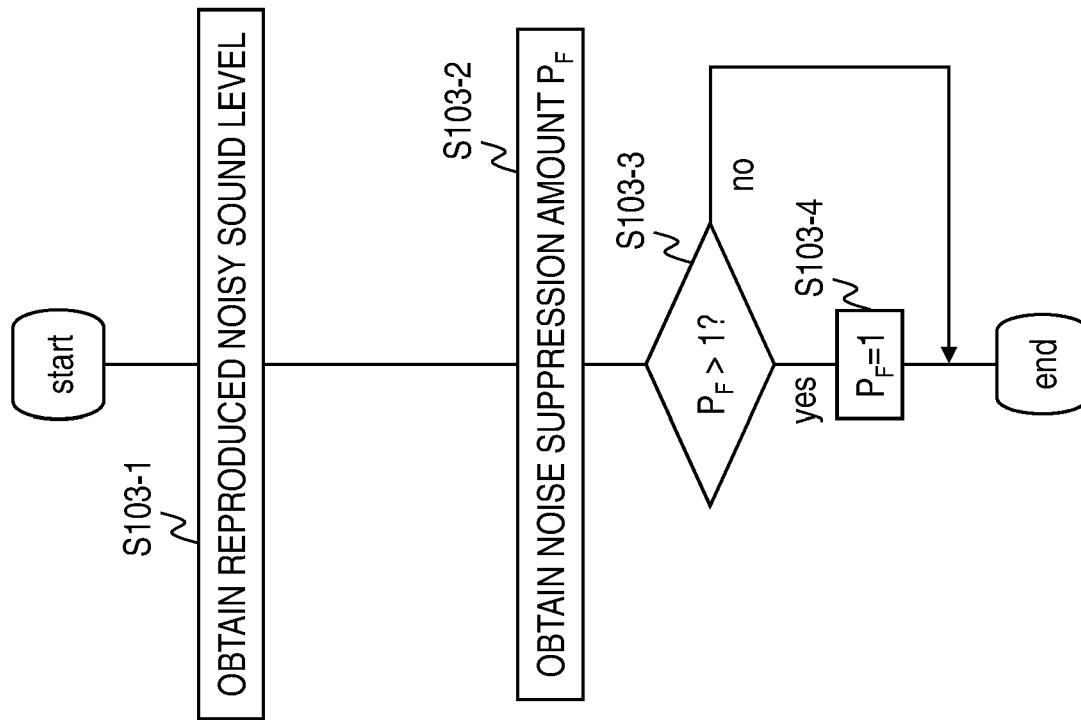 start
S103-1
OBTAIN REPRODUCED NOISY SOUND LEVEL
S103-2
OBTAIN NOISE SUPPRESSION AMOUNT P_F
S103-3
P_F > 1?
no
yes
S103-4
P_F=1
end